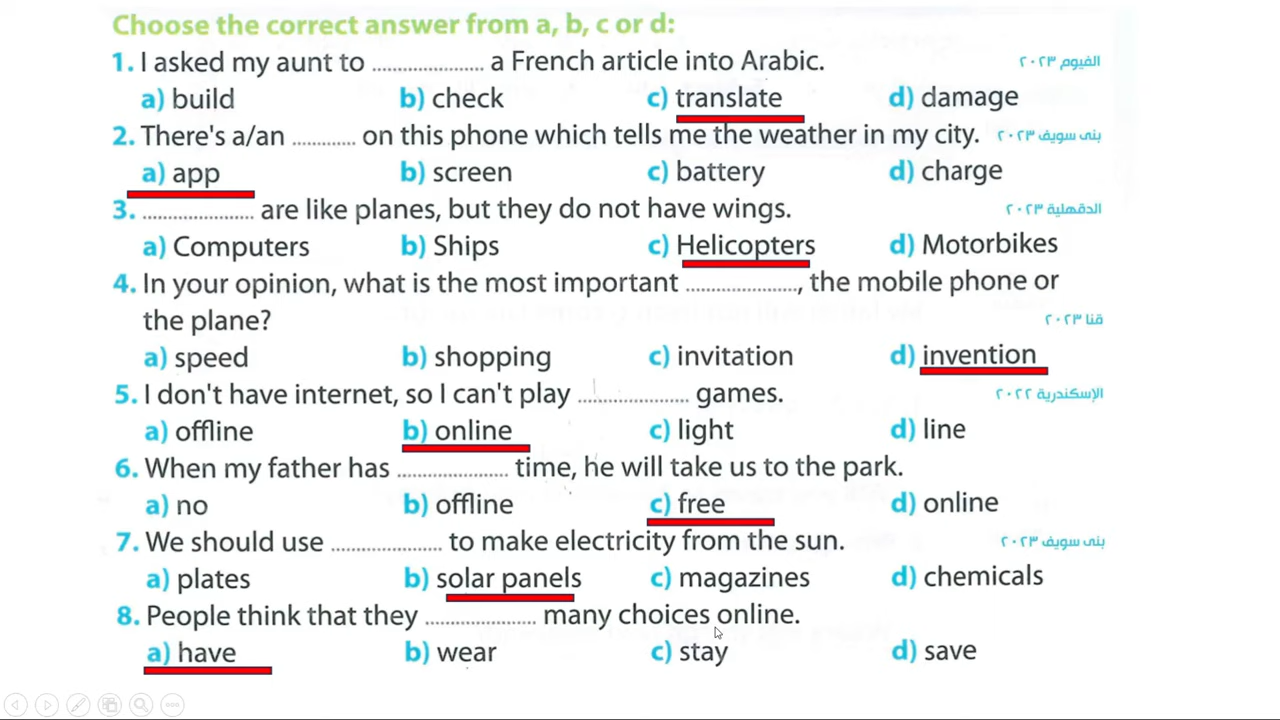 Choose the correct answer from a, b, c or d:
1. I asked my aunt to ..................... a French article into Arabic. الفيوم ٢٠٢٣
a) build b) check c) translate d) damage
2. There's a/an ............ on this phone which tells me the weather in my city. بنى سويف ٢٠٢٣
a) app b) screen c) battery d) charge
3. ..................... are like planes, but they do not have wings. الدقهلية ٢٠٢٣
a) Computers b) Ships c) Helicopters d) Motorbikes
4. In your opinion, what is the most important ....................., the mobile phone or
the plane? قنا ٢٠٢٣
a) speed b) shopping c) invitation d) invention
5. I don't have internet, so I can't play ..................... games. الإسكندرية ٢٠٢٢
a) offline b) online c) light d) line
6. When my father has ..................... time, he will take us to the park.
a) no b) offline c) free d) online
7. We should use ..................... to make electricity from the sun. بنى سويف ٢٠٢٣
a) plates b) solar panels c) magazines d) chemicals
8. People think that they ..................... many choices online.
a) have b) wear c) stay d) save